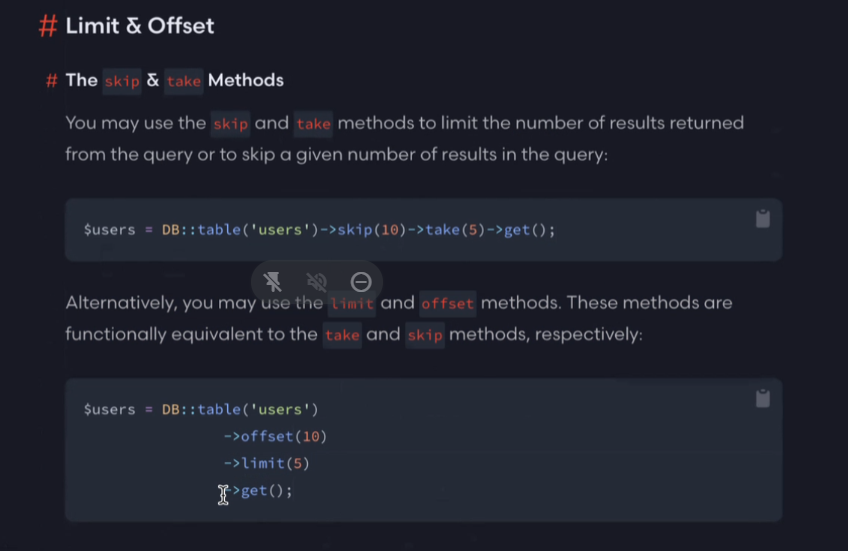 # Limit & Offset
# The skip & take Methods
You may use the skip and take methods to limit the number of results returned
from the query or to skip a given number of results in the query:
$users = DB::table('users')->skip(10)->take(5)->get();
Alternatively, you may use the limit and offset methods. These methods are
functionally equivalent to the take and skip methods, respectively:
$users = DB::table('users')
->offset(10)
->limit(5)
->get();